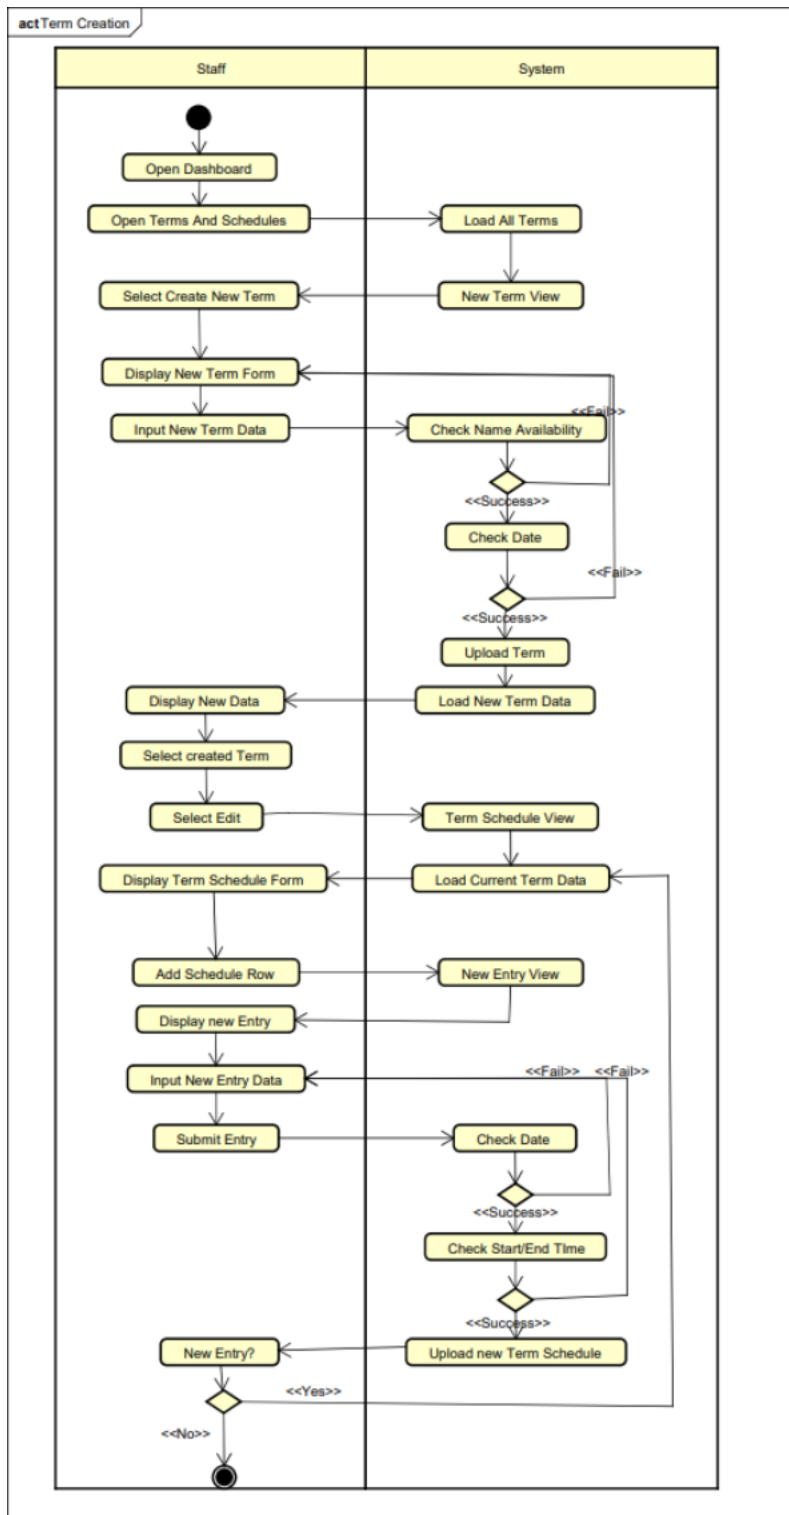 act Term Creation
Staff
System
Open Dashboard
Open Terms And Schedules
Load All Terms
Select Create New Term
New Term View
Display New Term Form
<<Fail>>
Input New Term Data
Check Name Availability
<<Success>>
Check Date
<<Fail>>
<<Success>>
Upload Term
Display New Data
Load New Term Data
Select created Term
Select Edit
Term Schedule View
Display Term Schedule Form
Load Current Term Data
Add Schedule Row
New Entry View
Display new Entry
<<Fail>>
<<Fail>>
Input New Entry Data
Submit Entry
Check Date
<<Success>>
Check Start/End TIme
<<Success>>
New Entry?
Upload new Term Schedule
<<Yes>>
<<No>>